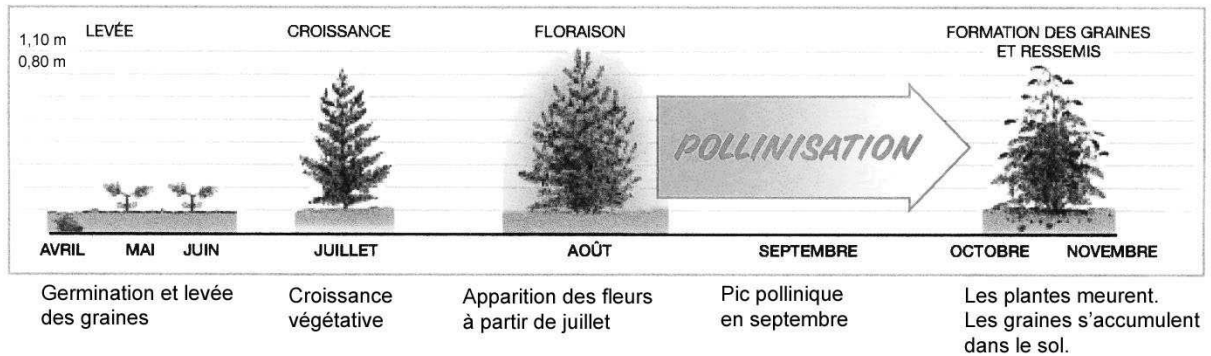 LEVÉE
CROISSANCE
FLORAISON
FORMATION DES GRAINES
ET RESSEMIS
1,10 m
0,80 m
POLLINISATION
AVRIL MAI JUIN JUILLET AOÛT SEPTEMBRE OCTOBRE NOVEMBRE
Germination et levée
des graines
Croissance
végétative
Apparition des fleurs
à partir de juillet
Pic pollinique
en septembre
Les plantes meurent.
Les graines s’accumulent
dans le sol.